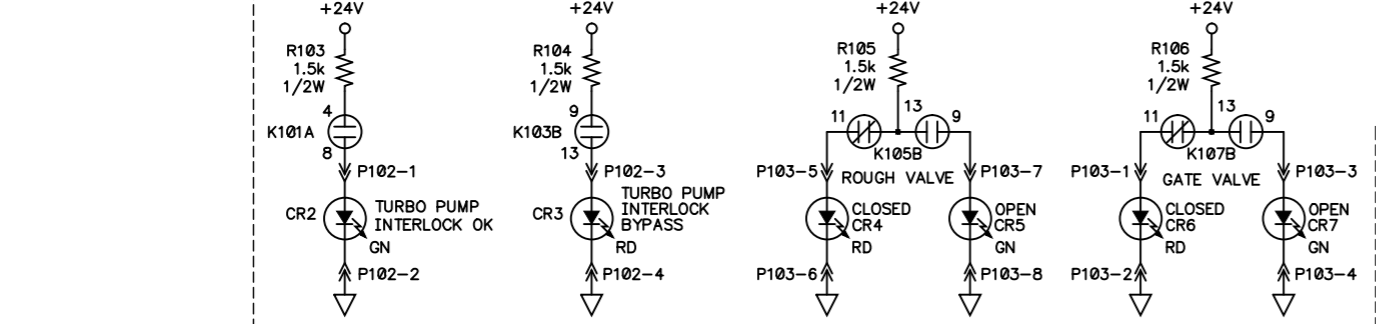 +24V
R103
1.5k
1/2W
4
K101A
8
P102-1
CR2
TURBO PUMP
INTERLOCK OK
GN
P102-2
+24V
R104
1.5k
1/2W
9
K103B
13
P102-3
TURBO PUMP
INTERLOCK
BYPASS
CR3
RD
P102-4
+24V
R105
1.5k
1/2W
11
13
9
K105B
P103-5
ROUGH VALVE
P103-7
CLOSED
CR4
RD
OPEN
CR5
GN
P103-6
P103-8
+24V
R106
1.5k
1/2W
11
13
9
K107B
P103-1
GATE VALVE
P103-3
CLOSED
CR6
RD
OPEN
CR7
GN
P103-2
P103-4